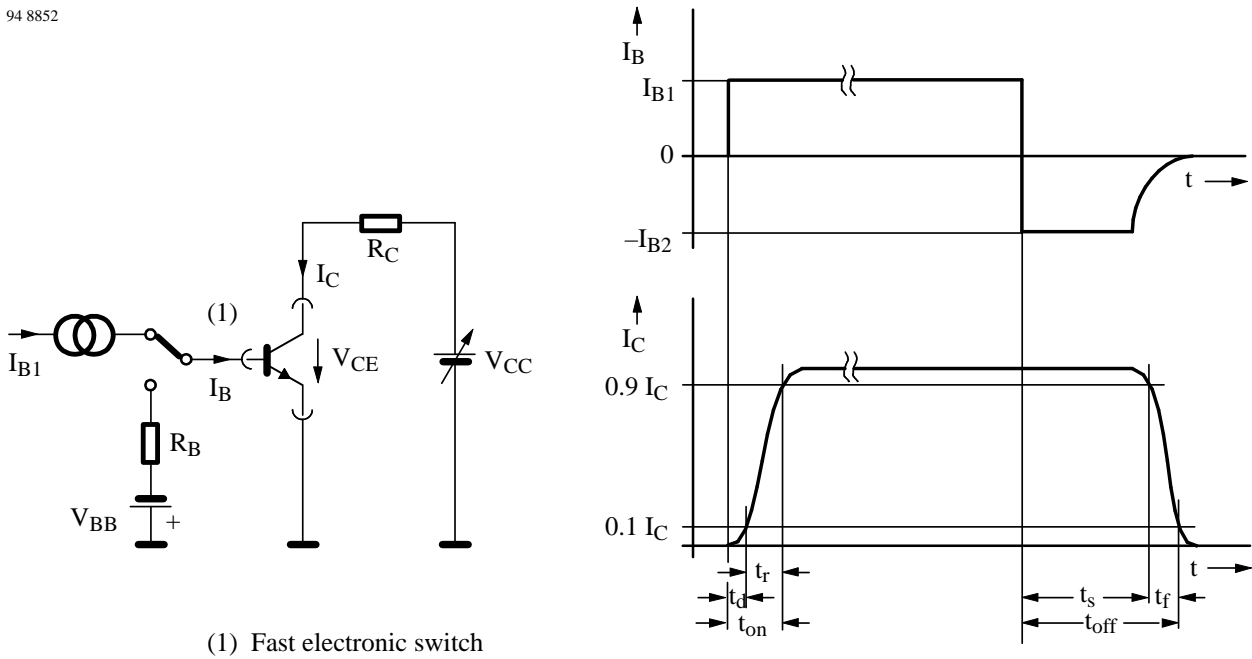 94 8852
I_B
I_B1
0
t
–I_B2
R_C
I_C
I_C
(1)
I_B1
I_B
V_CE
V_CC
0.9 I_C
R_B
V_BB
+
0.1 I_C
t
t_r
t_d
t_s
t_f
t_on
t_off
(1) Fast electronic switch